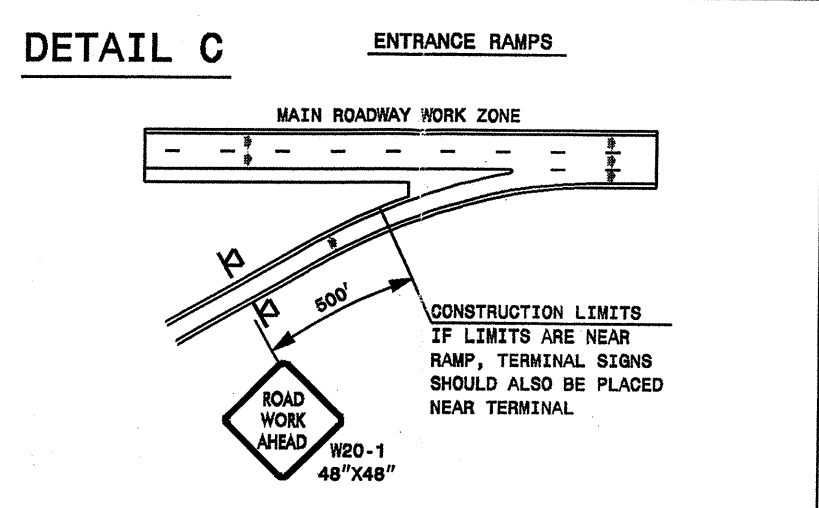 DETAIL C
ENTRANCE RAMPS
MAIN ROADWAY WORK ZONE
500'
CONSTRUCTION LIMITS
IF LIMITS ARE NEAR
RAMP, TERMINAL SIGNS
SHOULD ALSO BE PLACED
NEAR TERMINAL
ROAD
WORK
AHEAD
W20-1
48"X48"